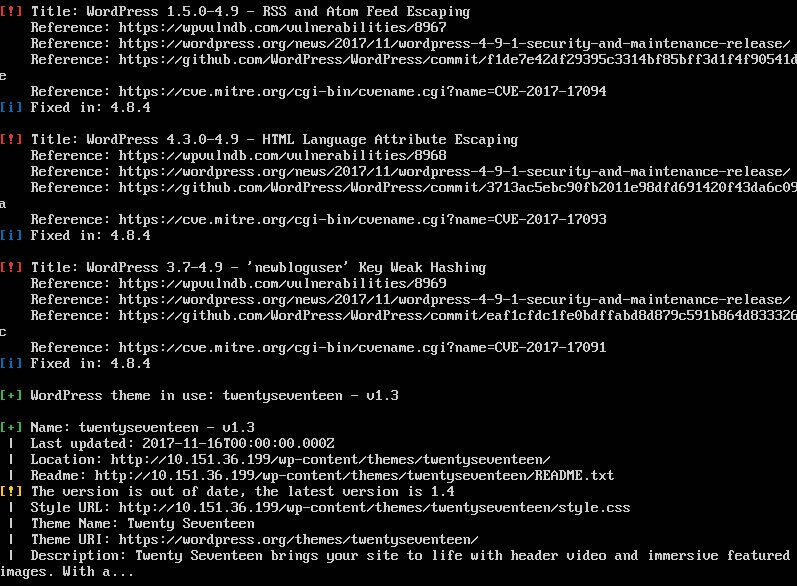 [!] Title: WordPress 1.5.0-4.9 - RSS and Atom Feed Escaping
Reference: https://wpvulndb.com/vulnerabilities/8967
Reference: https://wordpress.org/news/2017/11/wordpress-4-9-1-security-and-maintenance-release/
Reference: https://github.com/WordPress/WordPress/commit/f1de7e42df29395c3314bf85bff3d1f4f90541d
e
Reference: https://cve.mitre.org/cgi-bin/cvename.cgi?name=CVE-2017-17094
[i] Fixed in: 4.8.4
[!] Title: WordPress 4.3.0-4.9 - HTML Language Attribute Escaping
Reference: https://wpvulndb.com/vulnerabilities/8968
Reference: https://wordpress.org/news/2017/11/wordpress-4-9-1-security-and-maintenance-release/
Reference: https://github.com/WordPress/WordPress/commit/3713ac5ebc90fb2011e98dfd691420f43da6c09
a
Reference: https://cve.mitre.org/cgi-bin/cvename.cgi?name=CVE-2017-17093
[i] Fixed in: 4.8.4
[!] Title: WordPress 3.7-4.9 - 'newbloguser' Key Weak Hashing
Reference: https://wpvulndb.com/vulnerabilities/8969
Reference: https://wordpress.org/news/2017/11/wordpress-4-9-1-security-and-maintenance-release/
Reference: https://github.com/WordPress/WordPress/commit/eaf1cfdc1fe0bdffabd8d879c591b864d833326
c
Reference: https://cve.mitre.org/cgi-bin/cvename.cgi?name=CVE-2017-17091
[i] Fixed in: 4.8.4
[+] WordPress theme in use: twentyseventeen - v1.3
[+] Name: twentyseventeen - v1.3
| Last updated: 2017-11-16T00:00:00.000Z
| Location: http://10.151.36.199/wp-content/themes/twentyseventeen/
| Readme: http://10.151.36.199/wp-content/themes/twentyseventeen/README.txt
[!] The version is out of date, the latest version is 1.4
| Style URL: http://10.151.36.199/wp-content/themes/twentyseventeen/style.css
| Theme Name: Twenty Seventeen
| Theme URI: https://wordpress.org/themes/twentyseventeen/
| Description: Twenty Seventeen brings your site to life with header video and immersive featured
images. With a...